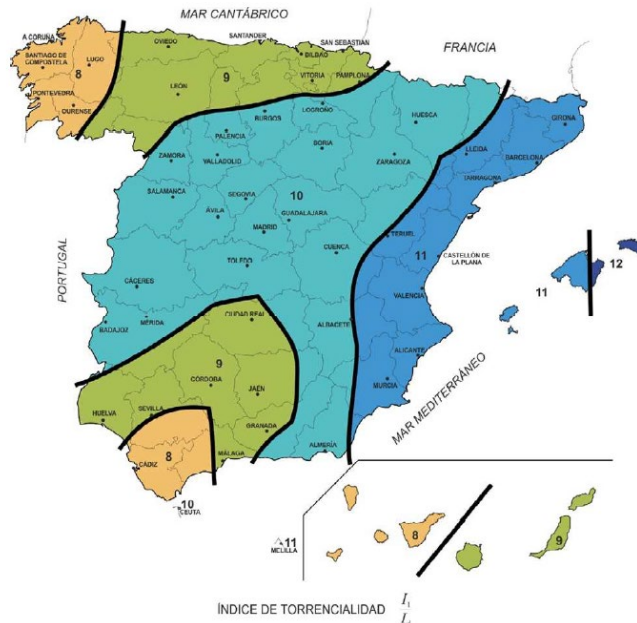 MAR CANTÁBRICO
A CORUÑA
SANTIAGO DE
COMPOSTELA
LUGO
8
PONTEVEDRA
OURENSE
OVIEDO
SANTANDER
SAN SEBASTIÁN
BILBAO
VITORIA
PAMPLONA
LEÓN
9
FRANCIA
BURGOS
LOGROÑO
HUESCA
GIRONA
PALENCIA
ZAMORA
VALLADOLID
SORIA
ZARAGOZA
LLEIDA
BARCELONA
TARRAGONA
SALAMANCA
SEGOVIA
10
ÁVILA
GUADALAJARA
MADRID
TERUEL
CUENCA
11
CASTELLÓN
DE LA PLANA
12
11
PORTUGAL
TOLEDO
CÁCERES
VALENCIA
BADAJOZ
MÉRIDA
CIUDAD REAL
ALBACETE
ALICANTE
MURCIA
MAR MEDITERRÁNEO
9
CÓRDOBA
JAÉN
HUELVA
SEVILLA
GRANADA
8
CÁDIZ
MÁLAGA
ALMERÍA
10
CEUTA
11
MELILLA
8
9
ÍNDICE DE TORRENCIALIDAD I₁/I